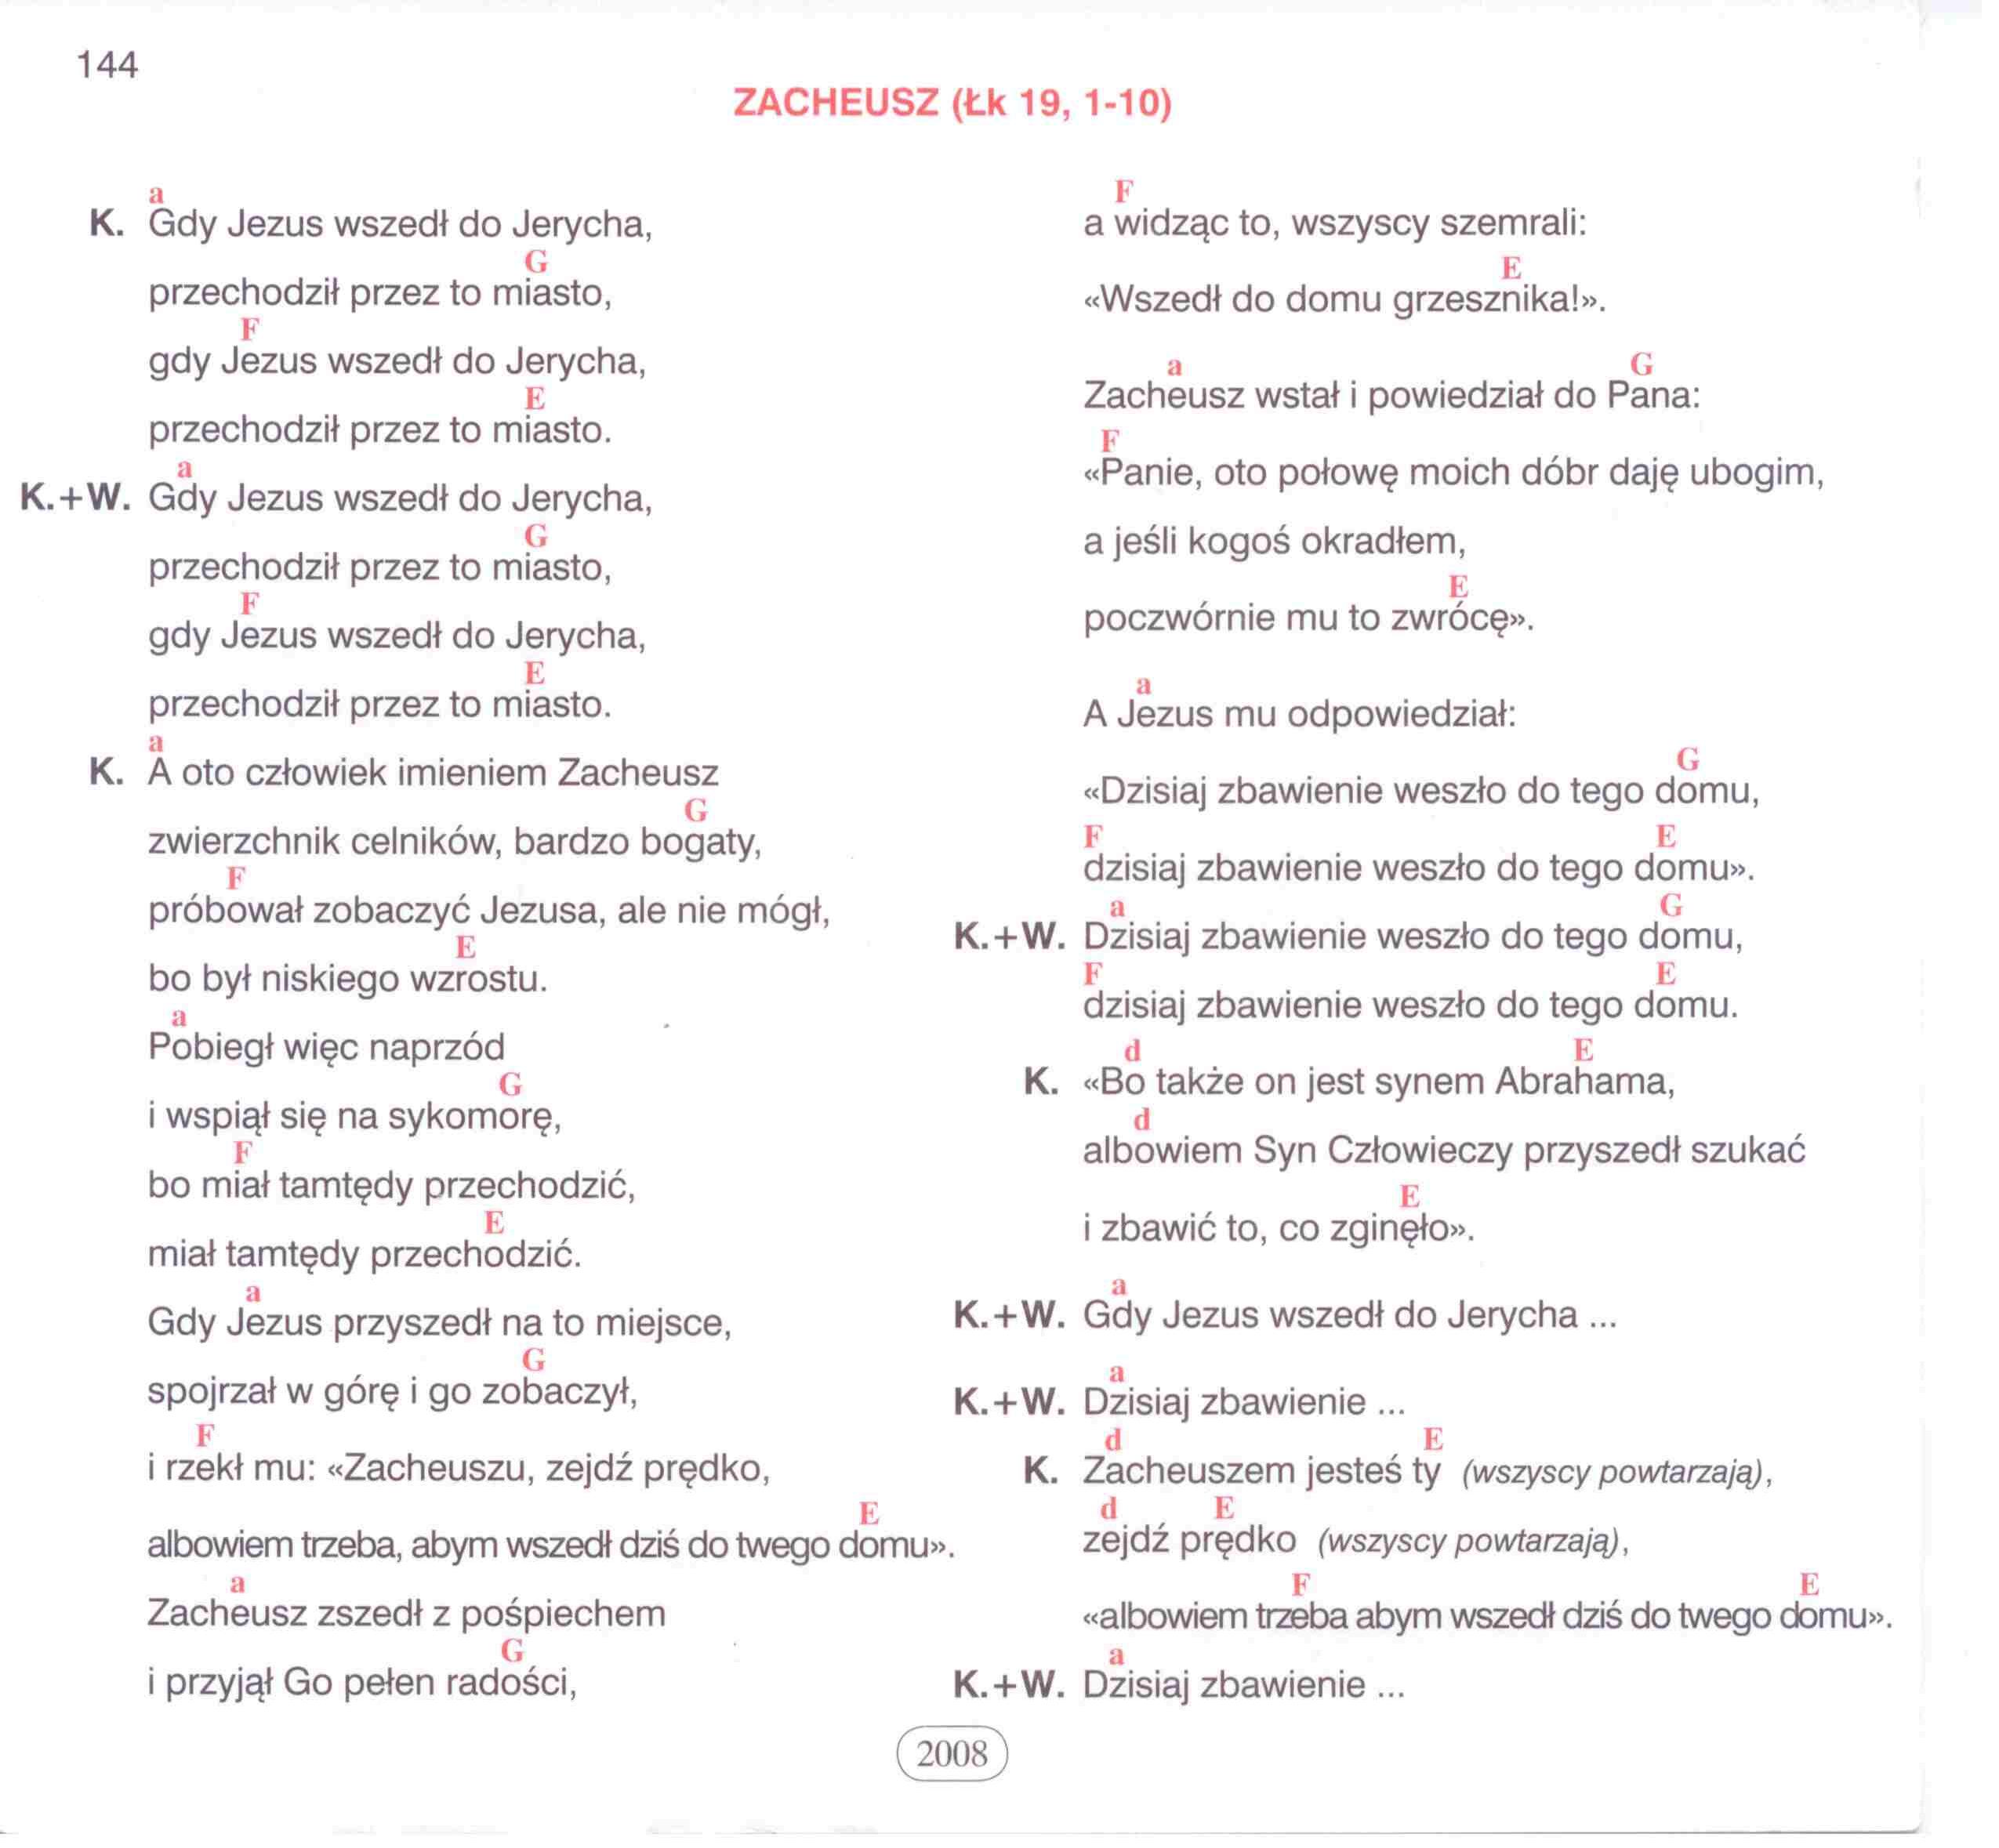 144
ZACHEUSZ (Łk 19, 1-10)
a
K. Gdy Jezus wszedł do Jerycha,
G
przechodził przez to miasto,
F
gdy Jezus wszedł do Jerycha,
E
przechodził przez to miasto.
a
K.+W. Gdy Jezus wszedł do Jerycha,
G
przechodził przez to miasto,
F
gdy Jezus wszedł do Jerycha,
E
przechodził przez to miasto.
a
K. A oto człowiek imieniem Zacheusz
G
zwierzchnik celników, bardzo bogaty,
F
próbował zobaczyć Jezusa, ale nie mógł,
E
bo był niskiego wzrostu.
a
Pobiegł więc naprzód
G
i wspiął się na sykomorę,
F
bo miał tamtędy przechodzić,
E
miał tamtędy przechodzić.
a
Gdy Jezus przyszedł na to miejsce,
G
spojrzał w górę i go zobaczył,
F
i rzekł mu: «Zacheuszu, zejdź prędko,
E
albowiem trzeba, abym wszedł dziś do twego domu».
a
Zacheusz zszedł z pośpiechem
G
i przyjął Go pełen radości,
F
a widząc to, wszyscy szemrali:
E
«Wszedł do domu grzesznika!».
a G
Zacheusz wstał i powiedział do Pana:
F
«Panie, oto połowę moich dóbr daję ubogim,
a jeśli kogoś okradłem,
E
poczwórnie mu to zwrócę».
a
A Jezus mu odpowiedział:
G
«Dzisiaj zbawienie weszło do tego domu,
F E
dzisiaj zbawienie weszło do tego domu».
a G
K.+W. Dzisiaj zbawienie weszło do tego domu,
F E
dzisiaj zbawienie weszło do tego domu.
d E
K. «Bo także on jest synem Abrahama,
d
albowiem Syn Człowieczy przyszedł szukać
E
i zbawić to, co zginęło».
a
K.+W. Gdy Jezus wszedł do Jerycha ...
a
K.+W. Dzisiaj zbawienie ...
d E
K. Zacheuszem jesteś ty (wszyscy powtarzają),
d E
zejdź prędko (wszyscy powtarzają),
F E
«albowiem trzeba abym wszedł dziś do twego domu».
a
K.+W. Dzisiaj zbawienie ...
2008